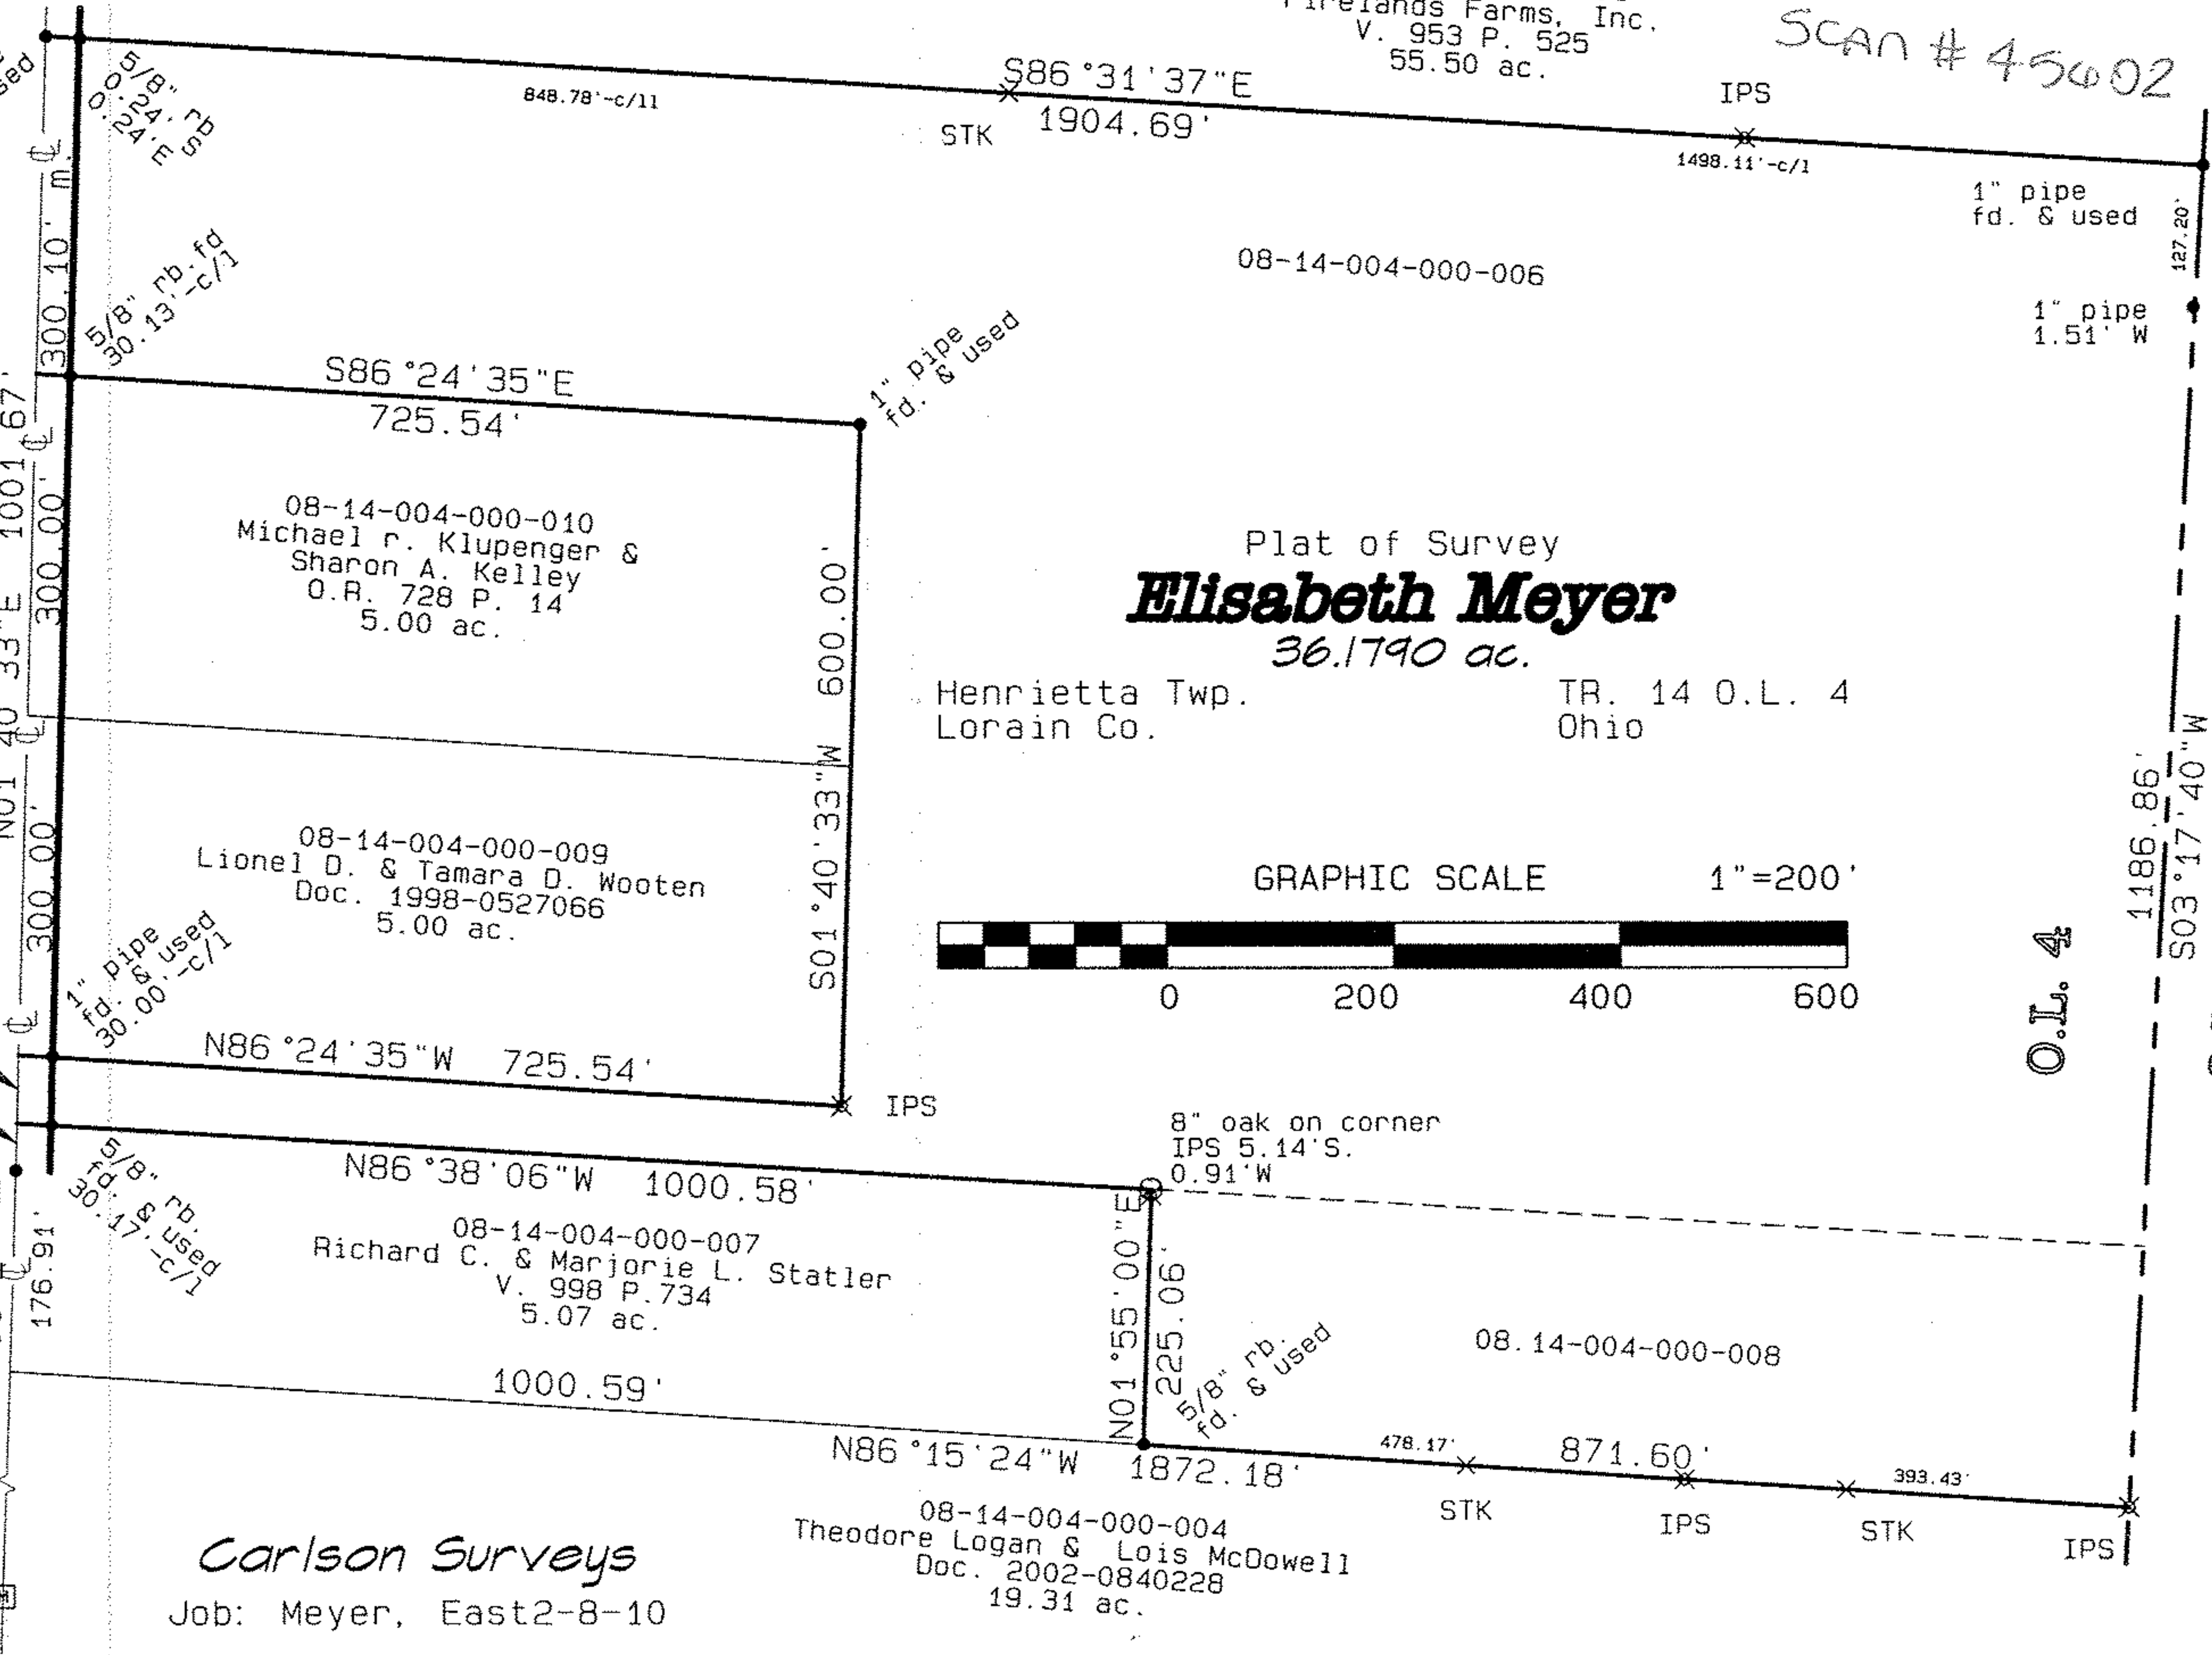 Firelands Farms, Inc.
V. 953 P. 525
55.50 ac.
SCAN # 45602
5/8" rb
0.24' S
0.24'E
848.78'-c/ll
S86°31'37"E
1904.69'
STK
IPS
1498.11'-c/l
1" pipe
fd. & used
127.20'
08-14-004-000-006
1" pipe
1.51' W
300.10' m.
5/8" rb.fd
30.13'-c/l
S86°24'35"E
725.54'
1" pipe
fd. & used
300.00'
08-14-004-000-010
Michael r. Klupenger &
Sharon A. Kelley
O.R. 728 P. 14
5.00 ac.
S01°40'33"W 600.00'
Plat of Survey
Elisabeth Meyer
36.1790 ac.
Henrietta Twp.
Lorain Co.
TR. 14 O.L. 4
Ohio
N01 40 33"E 1001.67'
300.00'
08-14-004-000-009
Lionel D. & Tamara D. Wooten
Doc. 1998-0527066
5.00 ac.
GRAPHIC SCALE 1"=200'
0 200 400 600
1186.86'
S03°17'40"W
O.L. 4
1" pipe
fd. & used
30.00'-c/l
N86°24'35"W 725.54'
IPS
8" oak on corner
IPS 5.14'S.
0.91'W
N86°38'06"W 1000.58'
5/8" rb.
fd. & used
30.17'-c/l
176.91'
08-14-004-000-007
Richard C. & Marjorie L. Statler
V. 998 P.734
5.07 ac.
N01°55'00"E
225.06'
5/8" rb.
fd. & used
08.14-004-000-008
1000.59'
N86°15'24"W 1872.18'
478.17'
871.60'
393.43'
STK
IPS
STK
IPS
08-14-004-000-004
Theodore Logan & Lois McDowell
Doc. 2002-0840228
19.31 ac.
Carlson Surveys
Job: Meyer, East2-8-10